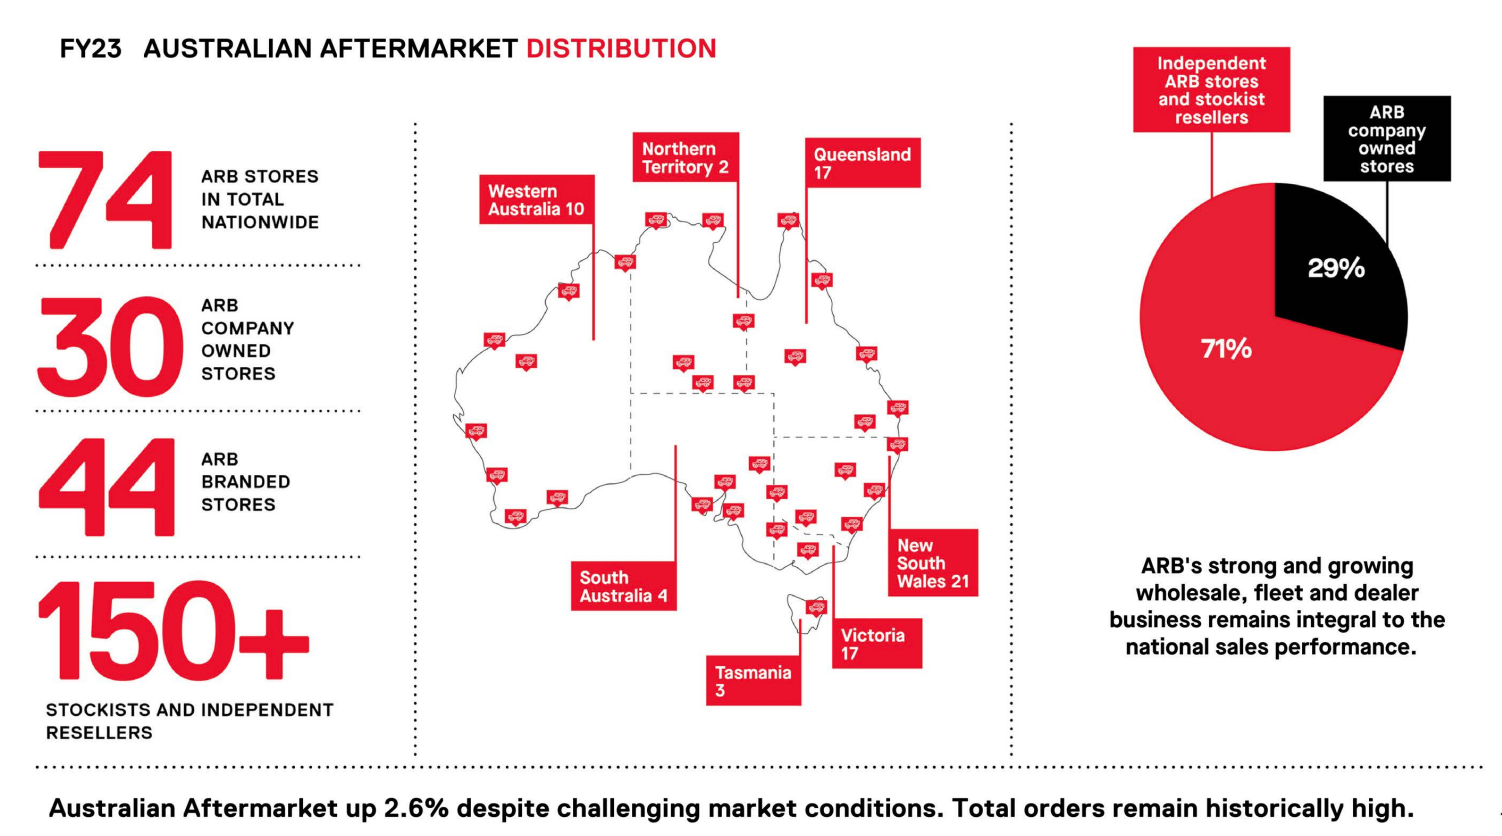 FY23 AUSTRALIAN AFTERMARKET DISTRIBUTION
74
ARB STORES
IN TOTAL
NATIONWIDE
30
ARB
COMPANY
OWNED
STORES
44
ARB
BRANDED
STORES
150+
STOCKISTS AND INDEPENDENT
RESELLERS
Western
Australia 10
Northern
Territory 2
Queensland
17
South
Australia 4
New
South
Wales 21
Victoria
17
Tasmania
3
Independent
ARB stores
and stockist
resellers
ARB
company
owned
stores
29%
71%
ARB's strong and growing
wholesale, fleet and dealer
business remains integral to the
national sales performance.
Australian Aftermarket up 2.6% despite challenging market conditions. Total orders remain historically high.